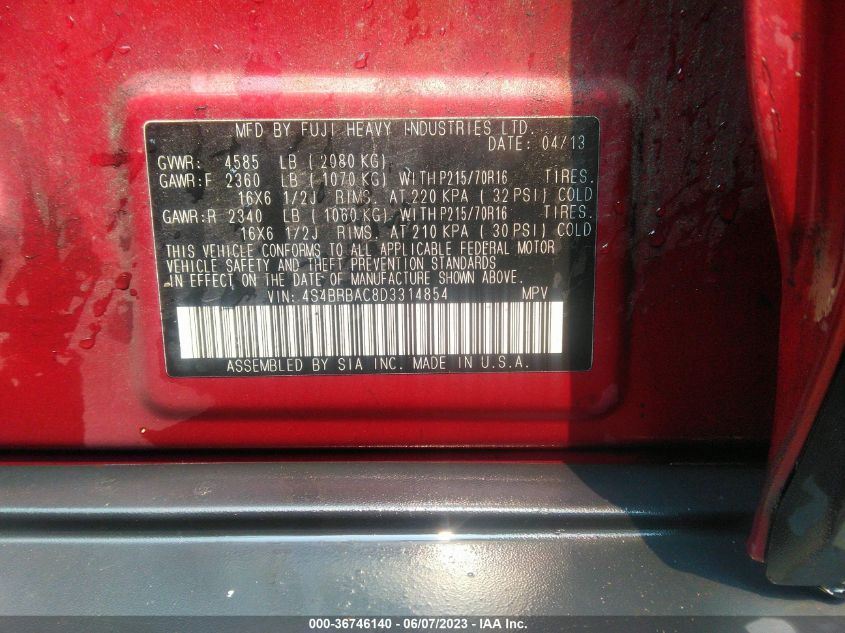 MFD BY FUJI HEAVY INDUSTRIES LTD.
DATE: 04/13
GVWR: 4585 LB ( 2080 KG)
GAWR:F 2360 LB ( 1070 KG) WITH P215/70R16 TIRES.
16X6 1/2J RIMS. AT 220 KPA ( 32 PSI) COLD
GAWR:R 2340 LB ( 1060 KG) WITH P215/70R16 TIRES.
16X6 1/2J RIMS. AT 210 KPA ( 30 PSI) COLD
THIS VEHICLE CONFORMS TO ALL APPLICABLE FEDERAL MOTOR
VEHICLE SAFETY AND THEFT PREVENTION STANDARDS
IN EFFECT ON THE DATE OF MANUFACTURE SHOWN ABOVE.
VIN: 4S4BRBAC8D3314854 MPV
ASSEMBLED BY SIA INC. MADE IN U.S.A.
000-36746140 - 06/07/2023 - IAA Inc.